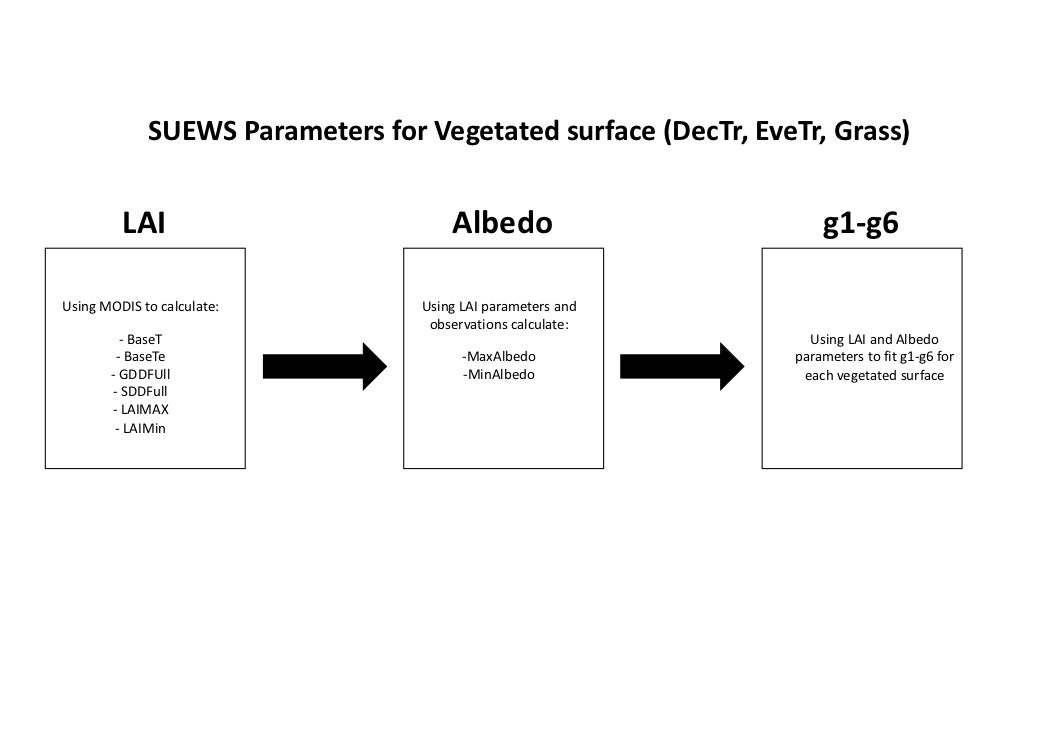 SUEWS Parameters for Vegetated surface (DecTr, EveTr, Grass)
LAI
Using MODIS to calculate:
- BaseT
- BaseTe
- GDDFUll
- SDDFull
- LAIMAX
- LAIMin
Albedo
Using LAI parameters and
observations calculate:
-MaxAlbedo
-MinAlbedo
g1-g6
Using LAI and Albedo
parameters to fit g1-g6 for
each vegetated surface